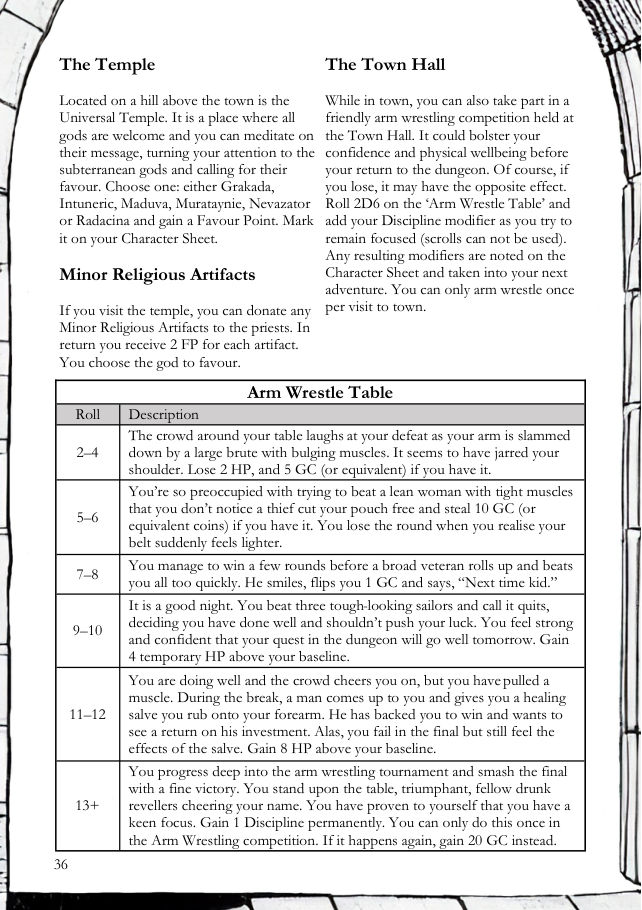 The Temple
Located on a hill above the town is the
Universal Temple. It is a place where all
gods are welcome and you can meditate on
their message, turning your attention to the
subterranean gods and calling for their
favour. Choose one: either Grakada,
Intuneric, Maduva, Murataynie, Nevazator
or Radacina and gain a Favour Point. Mark
it on your Character Sheet.
Minor Religious Artifacts
If you visit the temple, you can donate any
Minor Religious Artifacts to the priests. In
return you receive 2 FP for each artifact.
You choose the god to favour.
The Town Hall
While in town, you can also take part in a
friendly arm wrestling competition held at
the Town Hall. It could bolster your
confidence and physical wellbeing before
your return to the dungeon. Of course, if
you lose, it may have the opposite effect.
Roll 2D6 on the ‘Arm Wrestle Table’ and
add your Discipline modifier as you try to
remain focused (scrolls can not be used).
Any resulting modifiers are noted on the
Character Sheet and taken into your next
adventure. You can only arm wrestle once
per visit to town.
Arm Wrestle Table
Roll Description
2–4
The crowd around your table laughs at your defeat as your arm is slammed
down by a large brute with bulging muscles. It seems to have jarred your
shoulder. Lose 2 HP, and 5 GC (or equivalent) if you have it.
5–6
You’re so preoccupied with trying to beat a lean woman with tight muscles
that you don’t notice a thief cut your pouch free and steal 10 GC (or
equivalent coins) if you have it. You lose the round when you realise your
belt suddenly feels lighter.
7–8
You manage to win a few rounds before a broad veteran rolls up and beats
you all too quickly. He smiles, flips you 1 GC and says, “Next time kid.”
9–10
It is a good night. You beat three tough-looking sailors and call it quits,
deciding you have done well and shouldn’t push your luck. You feel strong
and confident that your quest in the dungeon will go well tomorrow. Gain
4 temporary HP above your baseline.
11–12
You are doing well and the crowd cheers you on, but you have pulled a
muscle. During the break, a man comes up to you and gives you a healing
salve you rub onto your forearm. He has backed you to win and wants to
see a return on his investment. Alas, you fail in the final but still feel the
effects of the salve. Gain 8 HP above your baseline.
13+
You progress deep into the arm wrestling tournament and smash the final
with a fine victory. You stand upon the table, triumphant, fellow drunk
revellers cheering your name. You have proven to yourself that you have a
keen focus. Gain 1 Discipline permanently. You can only do this once in
the Arm Wrestling competition. If it happens again, gain 20 GC instead.
36